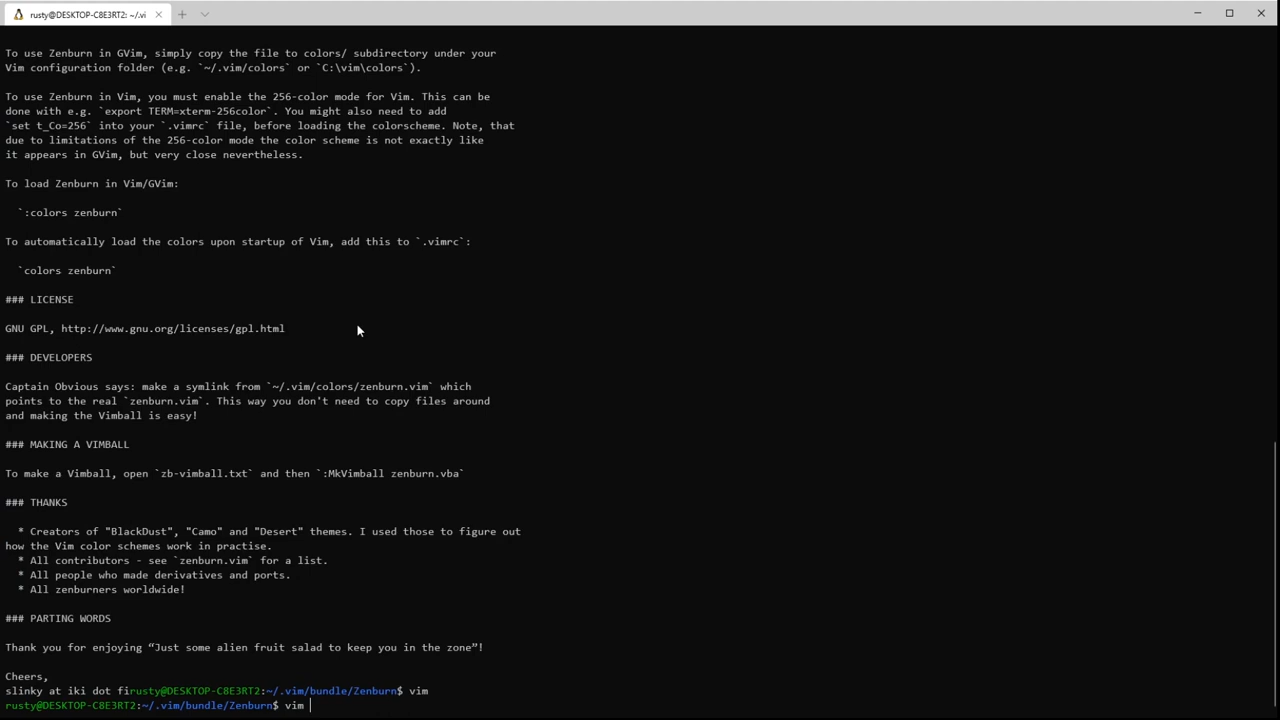 rusty@DESKTOP-C8E3RT2: ~/.vi
To use Zenburn in GVim, simply copy the file to colors/ subdirectory under your
Vim configuration folder (e.g. `~/.vim/colors` or `C:\vim\colors`).
To use Zenburn in Vim, you must enable the 256-color mode for Vim. This can be
done with e.g. `export TERM=xterm-256color`. You might also need to add
`set t_Co=256` into your `.vimrc` file, before loading the colorscheme. Note, that
due to limitations of the 256-color mode the color scheme is not exactly like
it appears in GVim, but very close nevertheless.
To load Zenburn in Vim/GVim:
`:colors zenburn`
To automatically load the colors upon startup of Vim, add this to `.vimrc`:
`colors zenburn`
### LICENSE
GNU GPL, http://www.gnu.org/licenses/gpl.html
### DEVELOPERS
Captain Obvious says: make a symlink from `~/.vim/colors/zenburn.vim` which
points to the real `zenburn.vim`. This way you don't need to copy files around
and making the Vimball is easy!
### MAKING A VIMBALL
To make a Vimball, open `zb-vimball.txt` and then `:MkVimball zenburn.vba`
### THANKS
* Creators of "BlackDust", "Camo" and "Desert" themes. I used those to figure out
how the Vim color schemes work in practise.
* All contributors - see `zenburn.vim` for a list.
* All people who made derivatives and ports.
* All zenburners worldwide!
### PARTING WORDS
Thank you for enjoying “Just some alien fruit salad to keep you in the zone”!
Cheers,
slinky at iki dot firusty@DESKTOP-C8E3RT2:~/.vim/bundle/Zenburn$ vim
rusty@DESKTOP-C8E3RT2:~/.vim/bundle/Zenburn$ vim